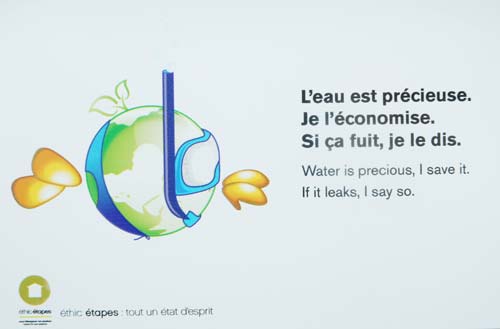 L'eau est précieuse.
Je l'économise.
Si ça fuit, je le dis.
Water is precious, I save it.
If it leaks, I say so.
éthic étapes
éthic étapes : tout un état d'esprit